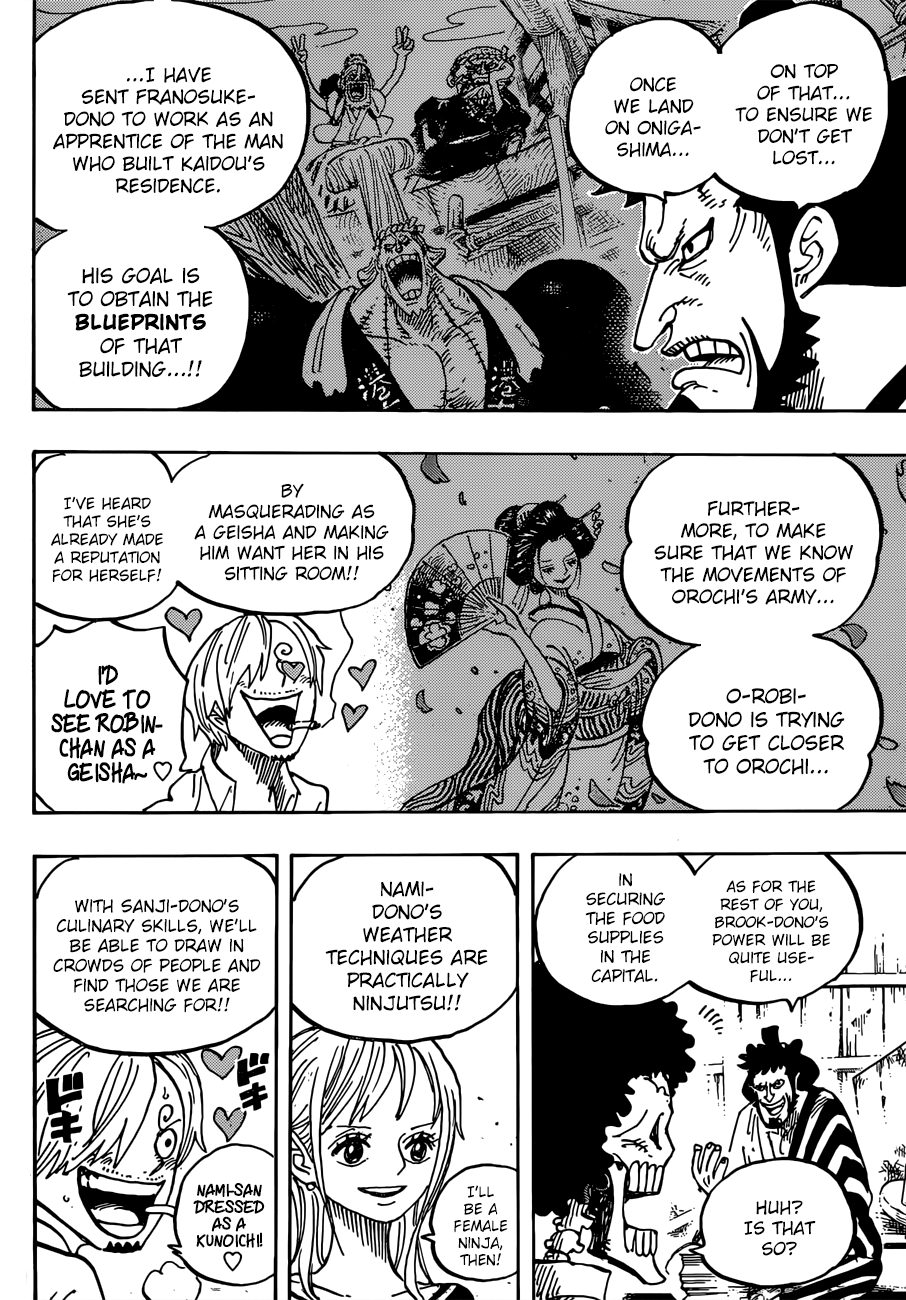 ON TOP
OF THAT...
TO ENSURE WE
DON'T GET
LOST...
ONCE
WE LAND
ON ONIGA-
SHIMA...
...I HAVE
SENT FRANOSUKE-
DONO TO WORK AS AN
APPRENTICE OF THE MAN
WHO BUILT KAIDOU'S
RESIDENCE.
HIS GOAL IS
TO OBTAIN THE
BLUEPRINTS
OF THAT
BUILDING...!!
港
港
FURTHER-
MORE, TO MAKE
SURE THAT WE KNOW
THE MOVEMENTS OF
OROCHI'S ARMY...
O-ROBI-
DONO IS TRYING
TO GET CLOSER
TO OROCHI...
BY
MASQUERADING AS
A GEISHA AND MAKING
HIM WANT HER IN HIS
SITTING ROOM!!
I'VE HEARD
THAT SHE'S
ALREADY MADE
A REPUTATION
FOR HERSELF!
I'D
LOVE TO
SEE ROBIN-
CHAN AS A
GEISHA~ ♡
AS FOR THE
REST OF YOU,
BROOK-DONO'S
POWER WILL BE
QUITE USE-
FUL...
IN
SECURING
THE FOOD
SUPPLIES
IN THE
CAPITAL.
HUH?
IS THAT
SO?
NAMI-
DONO'S
WEATHER
TECHNIQUES ARE
PRACTICALLY
NINJUTSU!!
I'LL
BE A
FEMALE
NINJA,
THEN!
WITH SANJI-DONO'S
CULINARY SKILLS, WE'LL
BE ABLE TO DRAW IN
CROWDS OF PEOPLE AND
FIND THOSE WE ARE
SEARCHING FOR!!
ドキ
ドキ
NAMI-SAN
DRESSED
AS A
KUNOICHI!
♡